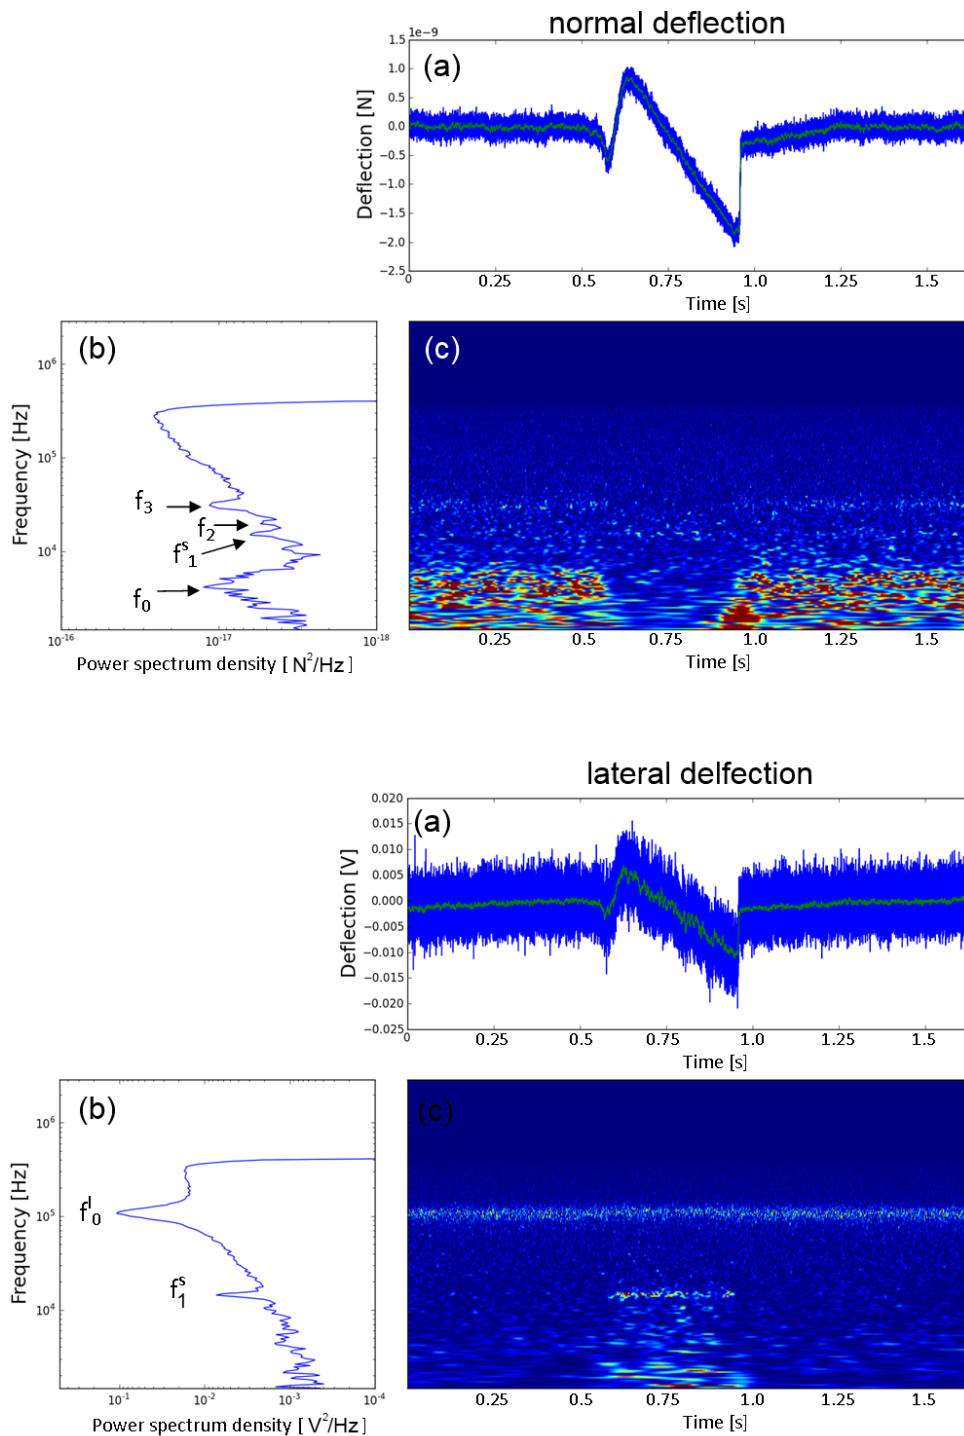 normal deflection
1e−9
(a)
1.5
1.0
0.5
0.0
−0.5
−1.0
−1.5
−2.0
−2.5
Deflection [N]
0 0.25 0.5 0.75 1.0 1.25 1.5
Time [s]
(b)
10⁶
10⁵
10⁴
Frequency [Hz]
f₃
f₂
fˢ₁
f₀
10⁻¹⁶ 10⁻¹⁷ 10⁻¹⁸
Power spectrum density [ N²/Hz ]
(c)
0.25 0.5 0.75 1.0 1.25 1.5
Time [s]
lateral delfection
(a)
0.020
0.015
0.010
0.005
0.000
−0.005
−0.010
−0.015
−0.020
−0.025
Deflection [V]
0 0.25 0.5 0.75 1.0 1.25 1.5
Time [s]
(b)
10⁶
10⁵
10⁴
Frequency [Hz]
fˡ₀
fˢ₁
10⁻¹ 10⁻² 10⁻³ 10⁻⁴
Power spectrum density [ V²/Hz ]
(c)
0.25 0.5 0.75 1.0 1.25 1.5
Time [s]